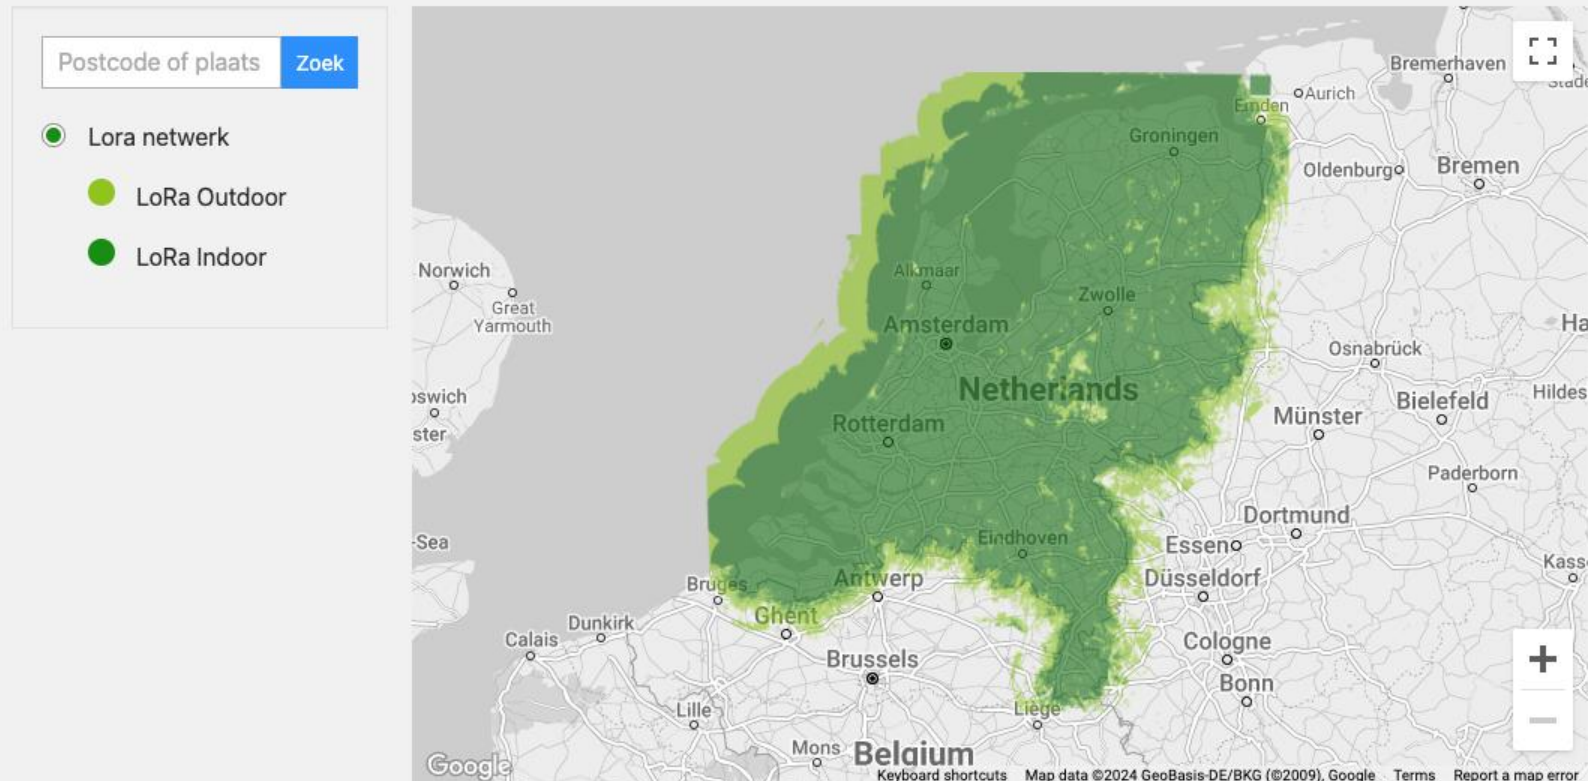 Postcode of plaats
Zoek
Lora netwerk
LoRa Outdoor
LoRa Indoor
Bremerhaven
Aurich
Emden
Groningen
Oldenburg
Bremen
Norwich
Great
Yarmouth
Alkmaar
Zwolle
Amsterdam
Osnabrück
Netherlands
Bielefeld
Hildes
Münster
Rotterdam
Paderborn
Dortmund
Eindhoven
Essen
-Sea
Kass
Antwerp
Düsseldorf
Bruges
Ghent
Dunkirk
Calais
Cologne
Brussels
Bonn
Lille
Liège
Mons
Belgium
Google
Keyboard shortcuts
Map data ©2024 GeoBasis-DE/BKG (©2009), Google
Terms
Report a map error